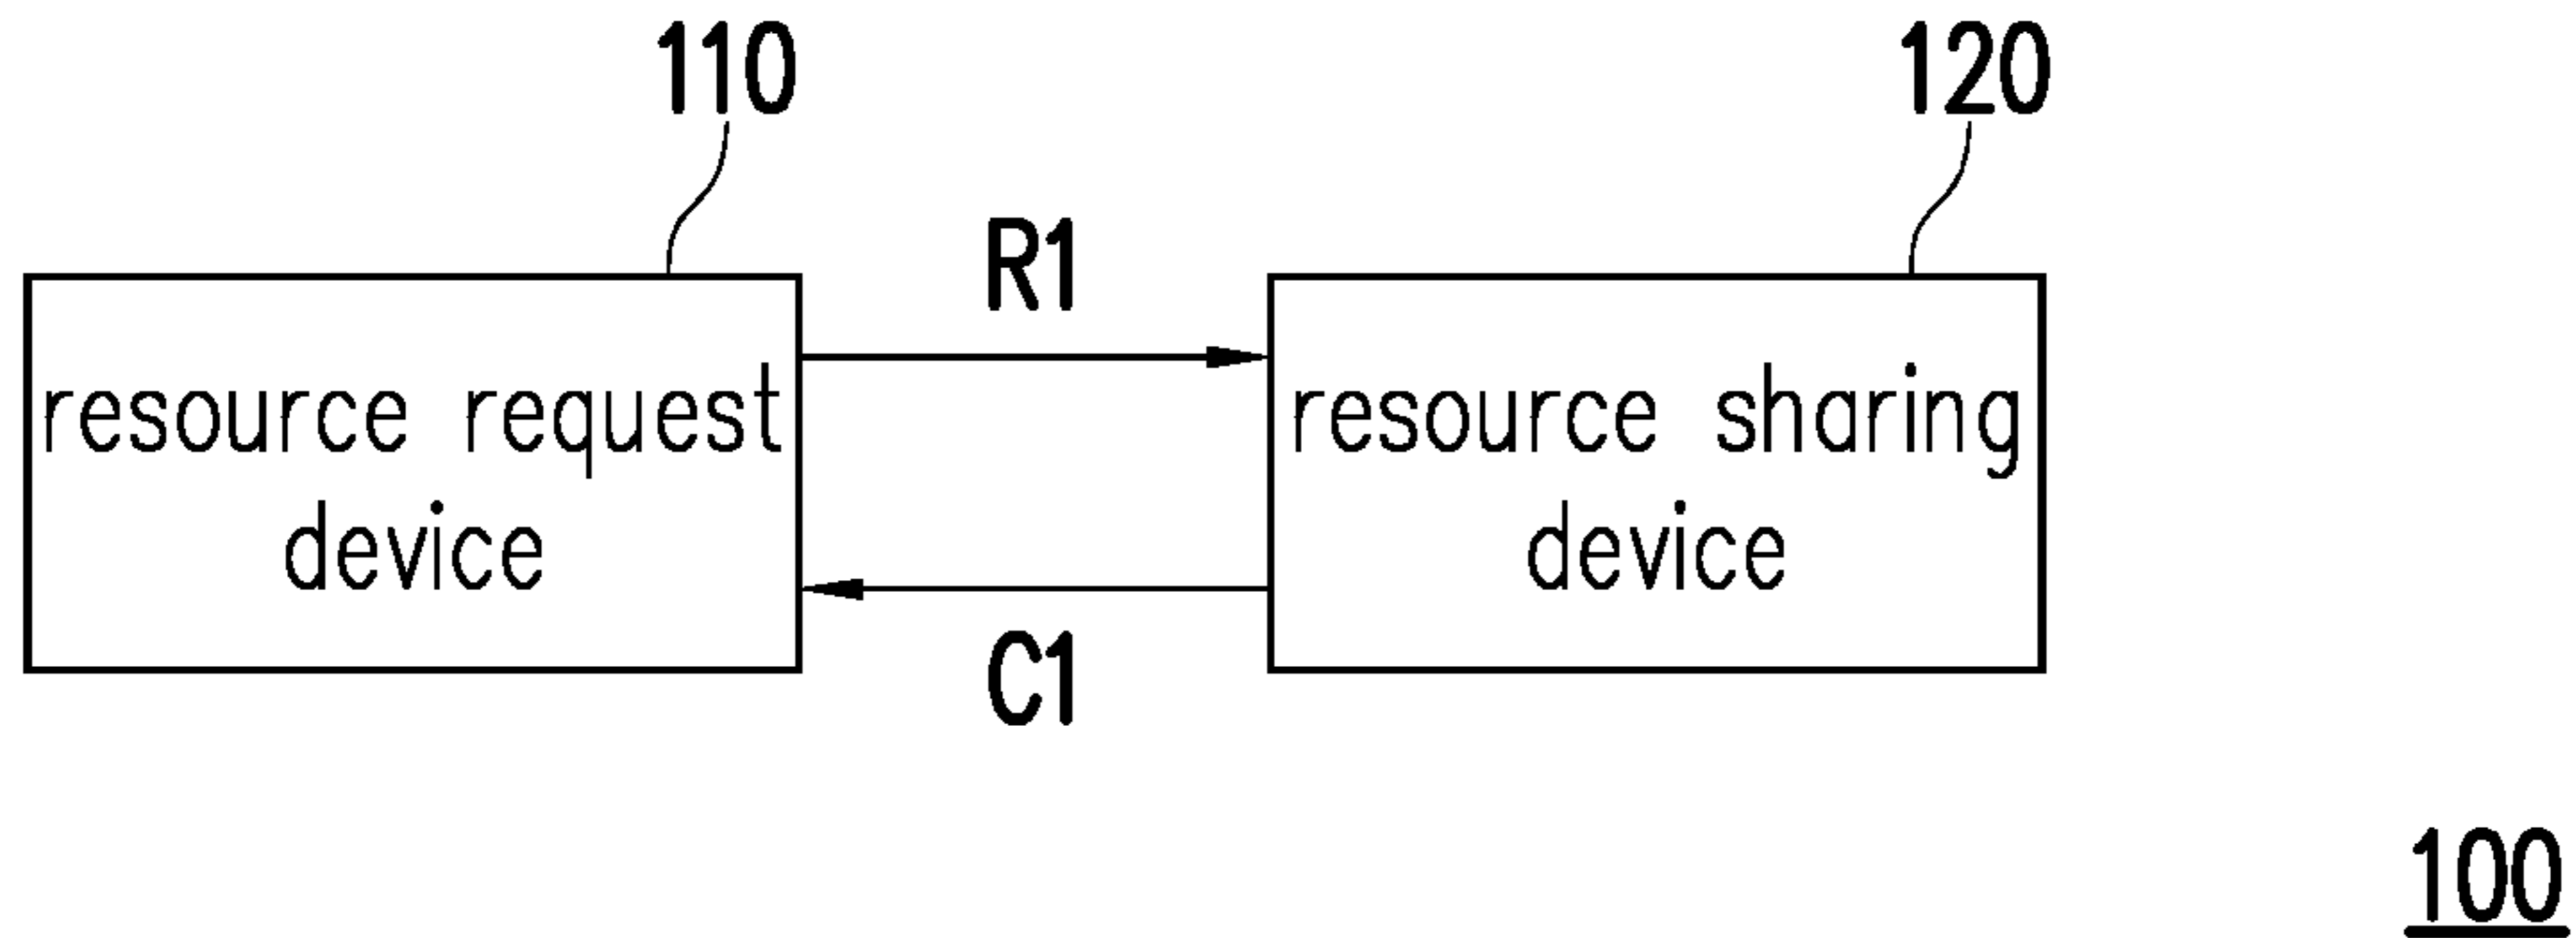 110
120
R1
resource request
device
resource sharing
device
C1
100